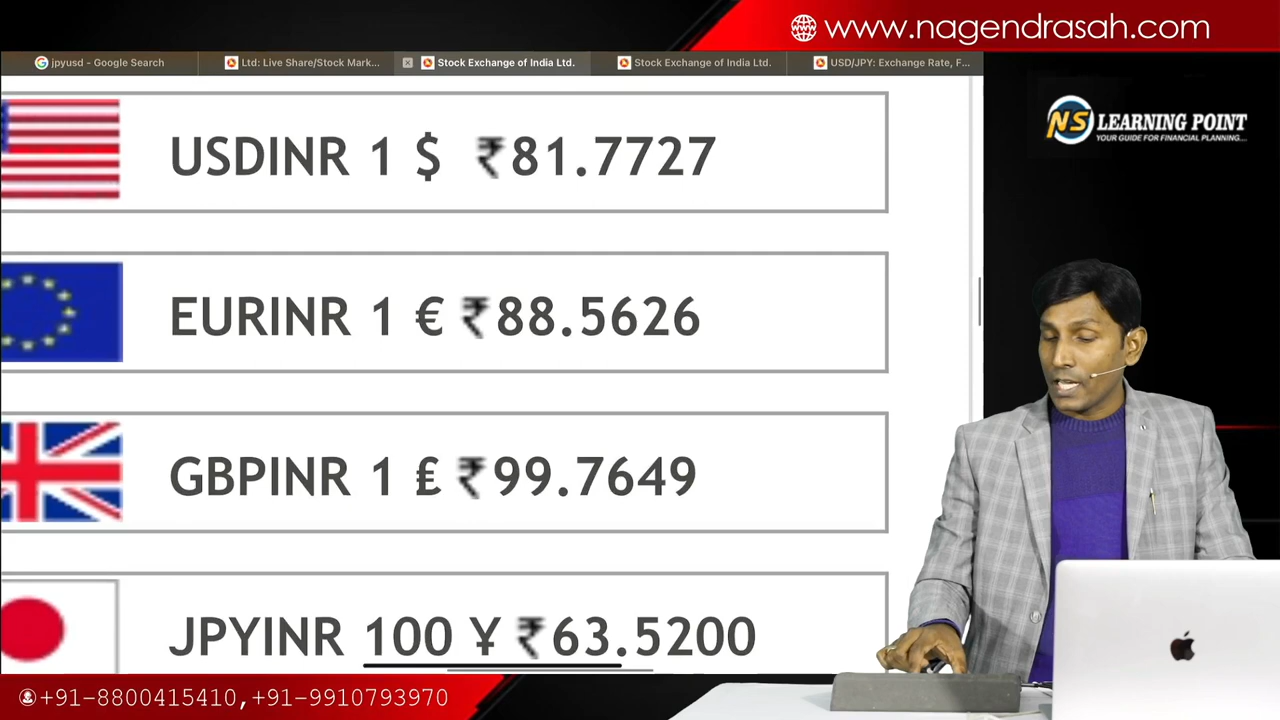 www.nagendrasah.com
jpyusd - Google Search
Ltd: Live Share/Stock Mark...
Stock Exchange of India Ltd.
Stock Exchange of India Ltd.
USD/JPY: Exchange Rate, F...
NS LEARNING POINT
YOUR GUIDE FOR FINANCIAL PLANNING....
USDINR 1 $ ₹81.7727
EURINR 1 € ₹88.5626
GBPINR 1 £ ₹99.7649
JPYINR 100 ¥ ₹63.5200
+91-8800415410,+91-9910793970